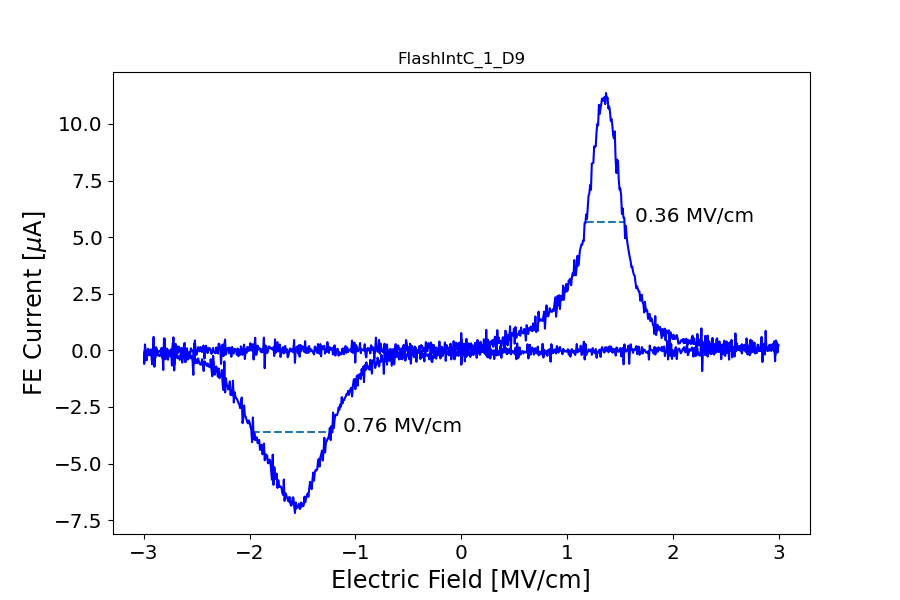 FlashIntC_1_D9
10.0
7.5
5.0
2.5
0.0
−2.5
−5.0
−7.5
FE Current [μA]
0.36 MV/cm
0.76 MV/cm
−3 −2 −1 0 1 2 3
Electric Field [MV/cm]